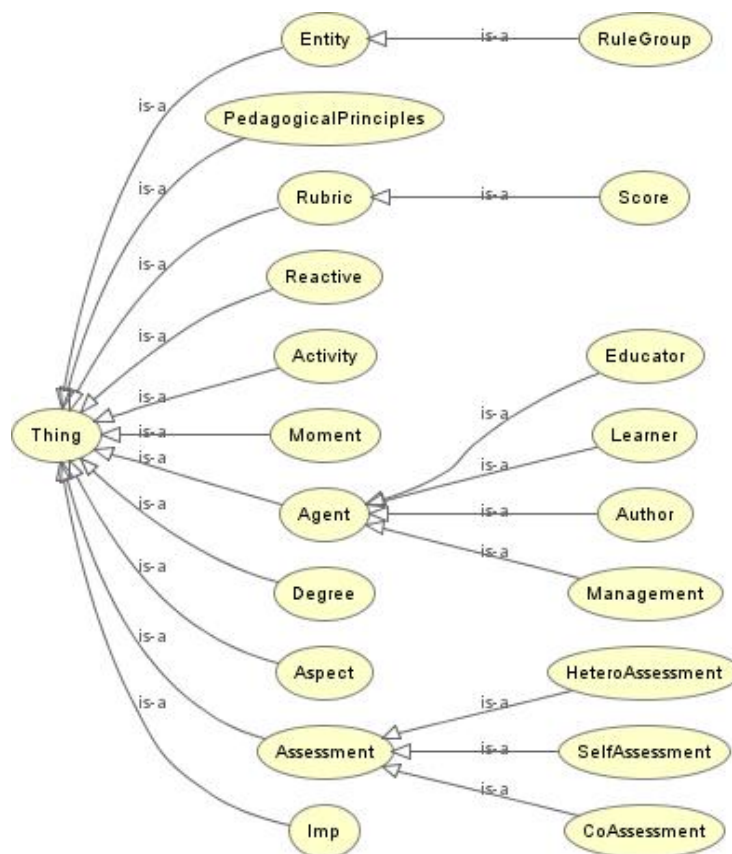 Entity
is-a
RuleGroup
is-a
PedagogicalPrinciples
is-a
Rubric
is-a
Score
is-a
Reactive
is-a
Activity
is-a
Educator
is-a
Thing
is-a
Moment
is-a
Learner
is-a
is-a
Agent
is-a
Author
is-a
Degree
is-a
Management
is-a
Aspect
HeteroAssessment
is-a
is-a
Assessment
is-a
SelfAssessment
is-a
is-a
Imp
CoAssessment